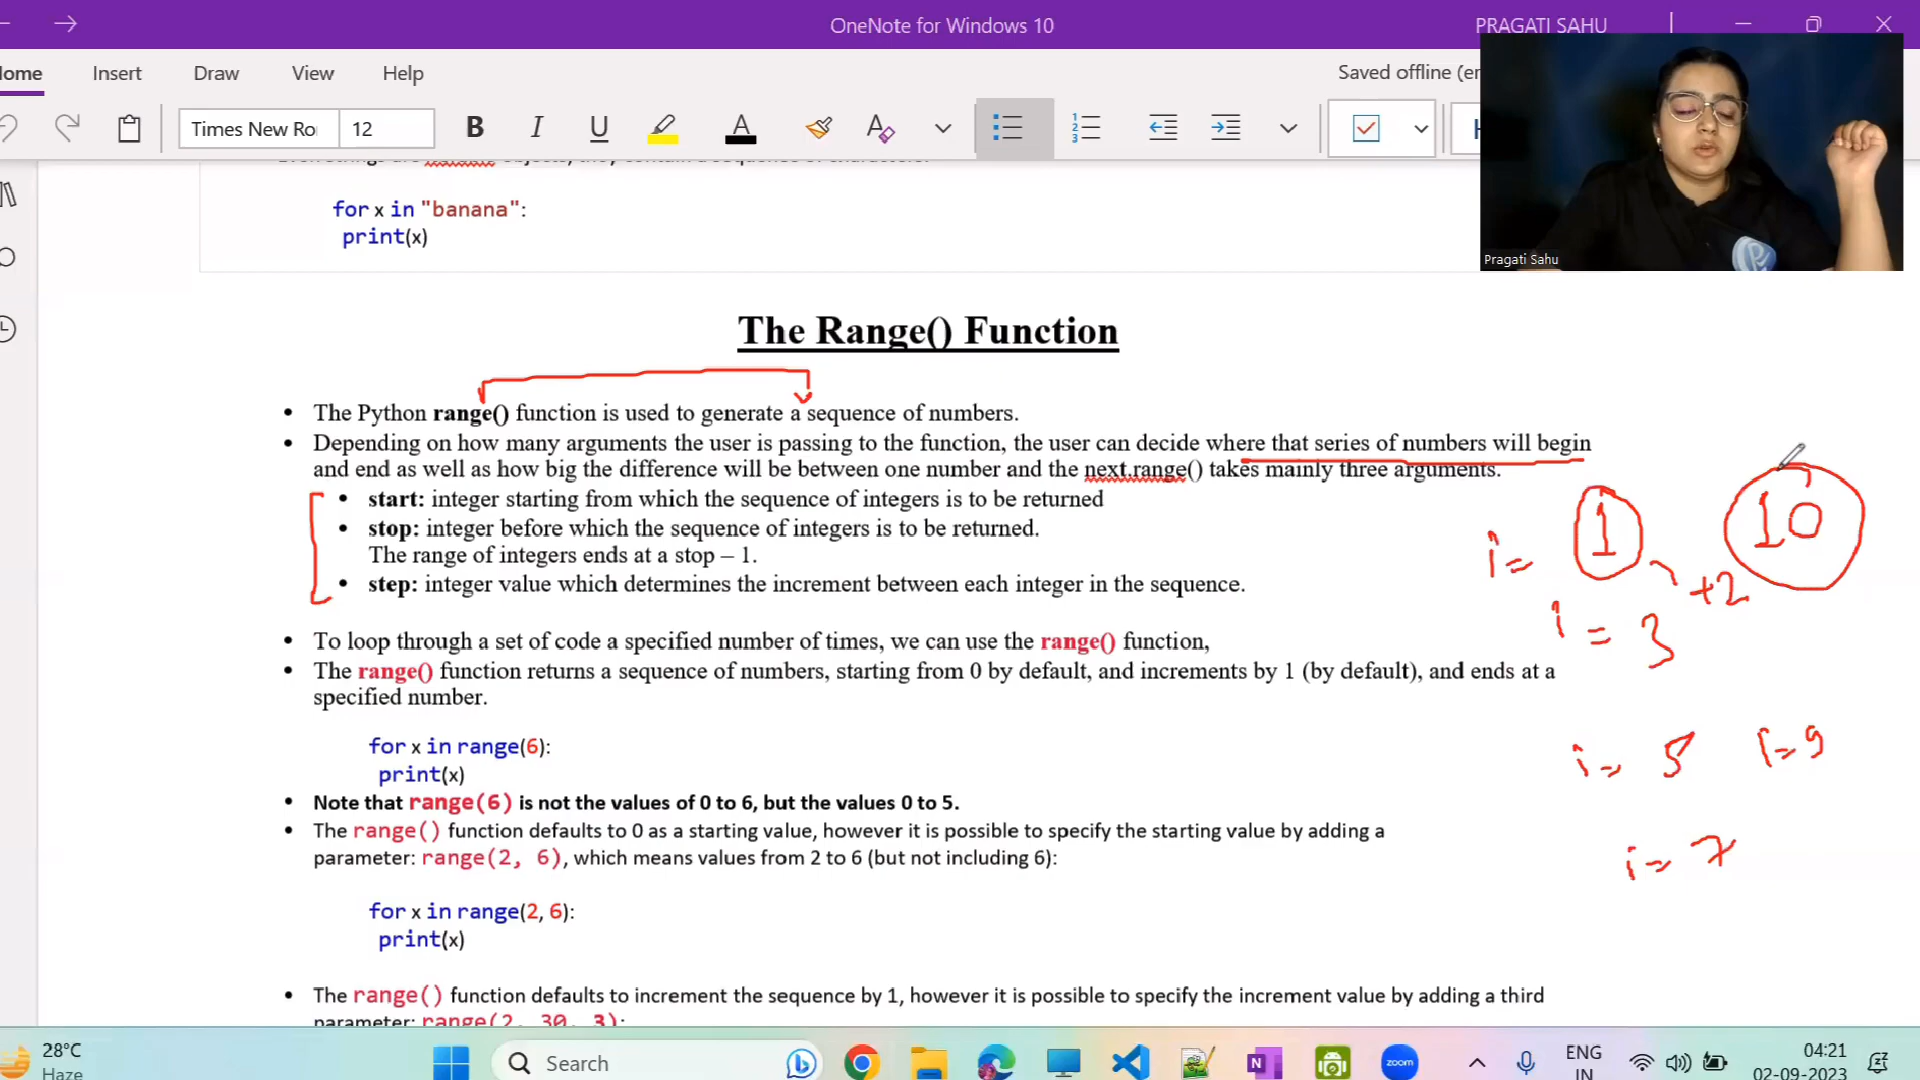 OneNote for Windows 10
PRAGATI SAHU
Home Insert Draw View Help
Saved offline (er
Times New Ro 12 B I U A A
Pragati Sahu
for x in "banana":
print(x)
The Range() Function
The Python range() function is used to generate a sequence of numbers.
Depending on how many arguments the user is passing to the function, the user can decide where that series of numbers will begin
and end as well as how big the difference will be between one number and the next.range() takes mainly three arguments.
start: integer starting from which the sequence of integers is to be returned
stop: integer before which the sequence of integers is to be returned.
The range of integers ends at a stop – 1.
step: integer value which determines the increment between each integer in the sequence.
i= 1 10
+2
i = 3
To loop through a set of code a specified number of times, we can use the range() function,
The range() function returns a sequence of numbers, starting from 0 by default, and increments by 1 (by default), and ends at a
specified number.
for x in range(6):
print(x)
i= 5 i=9
Note that range(6) is not the values of 0 to 6, but the values 0 to 5.
The range() function defaults to 0 as a starting value, however it is possible to specify the starting value by adding a
parameter: range(2, 6), which means values from 2 to 6 (but not including 6):
i= 7
for x in range(2, 6):
print(x)
The range() function defaults to increment the sequence by 1, however it is possible to specify the increment value by adding a third
parameter: range(2, 30, 3):
28°C
Haze
Search
zoom
ENG
IN
04:21
02-09-2023